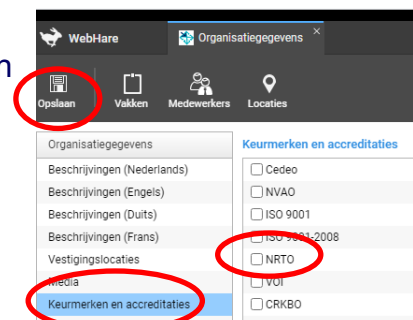 n
WebHare
Organisatiegegevens ×
Opslaan Vakken Medewerkers Locaties
Organisatiegegevens
Beschrijvingen (Nederlands)
Beschrijvingen (Engels)
Beschrijvingen (Duits)
Beschrijvingen (Frans)
Vestigingslocaties
Media
Keurmerken en accreditaties
Keurmerken en accreditaties
Cedeo
NVAO
ISO 9001
ISO 9001-2008
NRTO
VOI
CRKBO